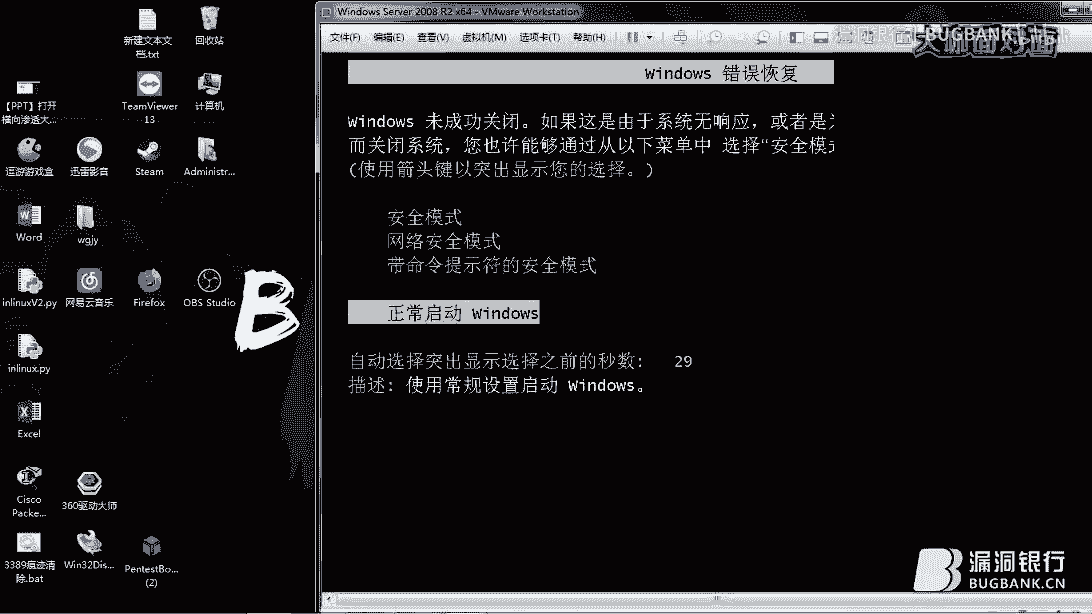 新建文本文
档.txt
回收站
【PPT】打开
横向渗透大...
TeamViewer
13
计算机
逗游游戏盒
迅雷影音
Steam
Administr...
Word
wgjy
inlinuxV2.py
网易云音乐
Firefox
OBS Studio
inlinux.py
Excel
Cisco
Packe...
360驱动大师
3389痕迹清
除.bat
Win32Dis...
PentestBo...
(2)
B
Windows Server 2008 R2 x64 - VMware Workstation
文件(F) 编辑(E) 查看(V) 虚拟机(M) 选项卡(T) 帮助(H)
-BUGBANK
大咖面对面
Windows 错误恢复
Windows 未成功关闭。如果这是由于系统无响应，或者是为
而关闭系统，您也许能够通过从以下菜单中 选择“安全模式
(使用箭头键以突出显示您的选择。)
安全模式
网络安全模式
带命令提示符的安全模式
正常启动 Windows
自动选择突出显示选择之前的秒数: 29
描述: 使用常规设置启动 Windows。
漏洞银行
BUGBANK.CN